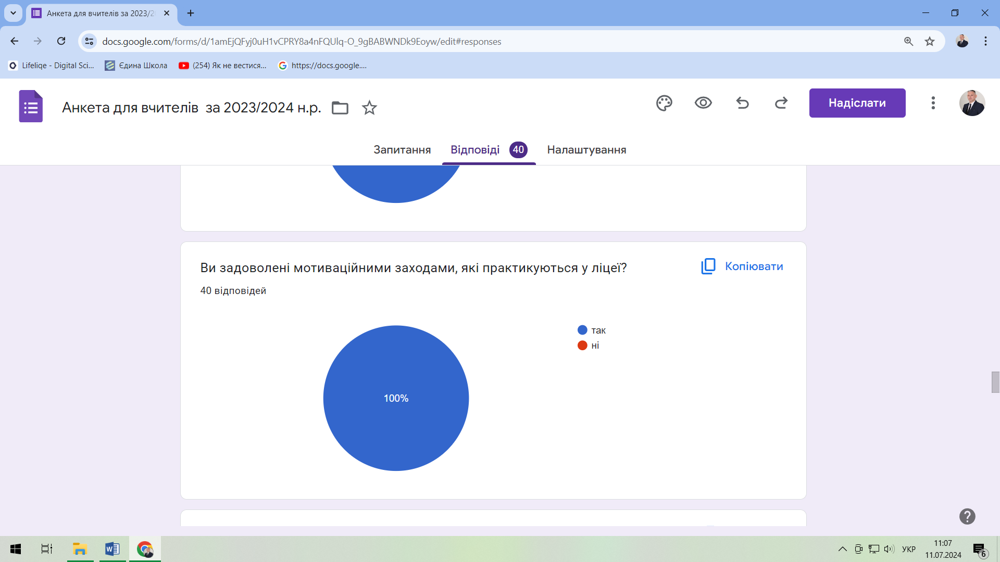 Анкета для вчителів за 2023/2
docs.google.com/forms/d/1amEjQFyj0uH1vCPRY8a4nFQUlq-O_9gBABWNDk9Eoyw/edit#responses
Lifeliqe - Digital Sci... Єдина Школа (254) Як не вестися... https://docs.google....
Анкета для вчителів за 2023/2024 н.р.
Надіслати
Запитання Відповіді 40 Налаштування
Ви задоволені мотиваційними заходами, які практикуються у ліцеї?
Копіювати
40 відповідей
так
ні
100%
УКР
11:07
11.07.2024
6